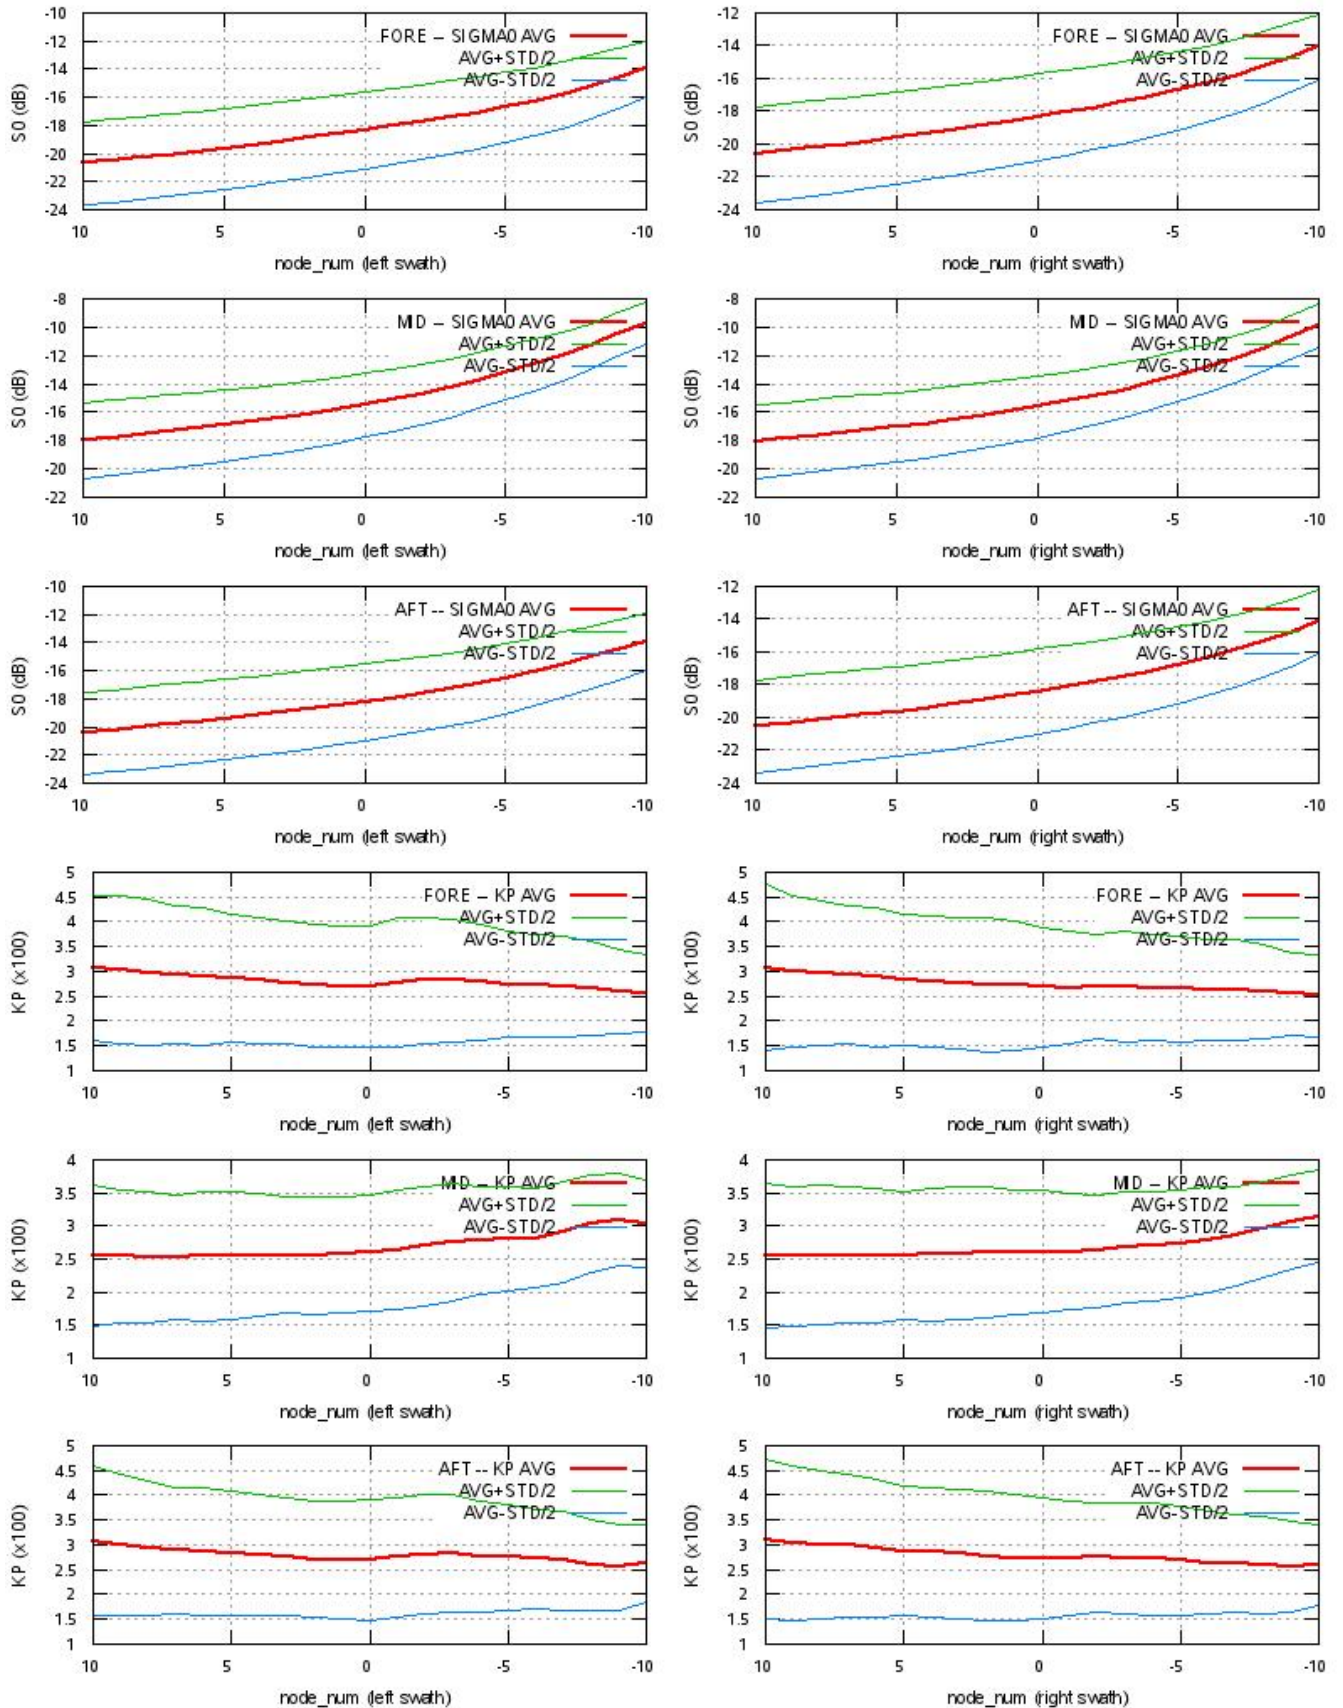 -10
-12
-14
-16
-18
-20
-22
-24
S0 (dB)
FORE – SIGMA0 AVG
AVG+STD/2
AVG-STD/2
10 5 0 -5 -10
node_num (left swath)
-12
-14
-16
-18
-20
-22
-24
S0 (dB)
FORE – SIGMA0 AVG
AVG+STD/2
AVG-STD/2
10 5 0 -5 -10
node_num (right swath)
-8
-10
-12
-14
-16
-18
-20
-22
S0 (dB)
MID – SIGMA0 AVG
AVG+STD/2
AVG-STD/2
10 5 0 -5 -10
node_num (left swath)
-8
-10
-12
-14
-16
-18
-20
-22
S0 (dB)
MID – SIGMA0 AVG
AVG+STD/2
AVG-STD/2
10 5 0 -5 -10
node_num (right swath)
-10
-12
-14
-16
-18
-20
-22
-24
S0 (dB)
AFT -- SIGMA0 AVG
AVG+STD/2
AVG-STD/2
10 5 0 -5 -10
node_num (left swath)
-12
-14
-16
-18
-20
-22
-24
S0 (dB)
AFT -- SIGMA0 AVG
AVG+STD/2
AVG-STD/2
10 5 0 -5 -10
node_num (right swath)
5
4.5
4
3.5
3
2.5
2
1.5
1
KP (x100)
FORE – KP AVG
AVG+STD/2
AVG-STD/2
10 5 0 -5 -10
node_num (left swath)
5
4.5
4
3.5
3
2.5
2
1.5
1
KP (x100)
FORE – KP AVG
AVG+STD/2
AVG-STD/2
10 5 0 -5 -10
node_num (right swath)
4
3.5
3
2.5
2
1.5
1
KP (x100)
MID – KP AVG
AVG+STD/2
AVG-STD/2
10 5 0 -5 -10
node_num (left swath)
4
3.5
3
2.5
2
1.5
1
KP (x100)
MID – KP AVG
AVG+STD/2
AVG-STD/2
10 5 0 -5 -10
node_num (right swath)
5
4.5
4
3.5
3
2.5
2
1.5
1
KP (x100)
AFT -- KP AVG
AVG+STD/2
AVG-STD/2
10 5 0 -5 -10
node_num (left swath)
5
4.5
4
3.5
3
2.5
2
1.5
1
KP (x100)
AFT -- KP AVG
AVG+STD/2
AVG-STD/2
10 5 0 -5 -10
node_num (right swath)